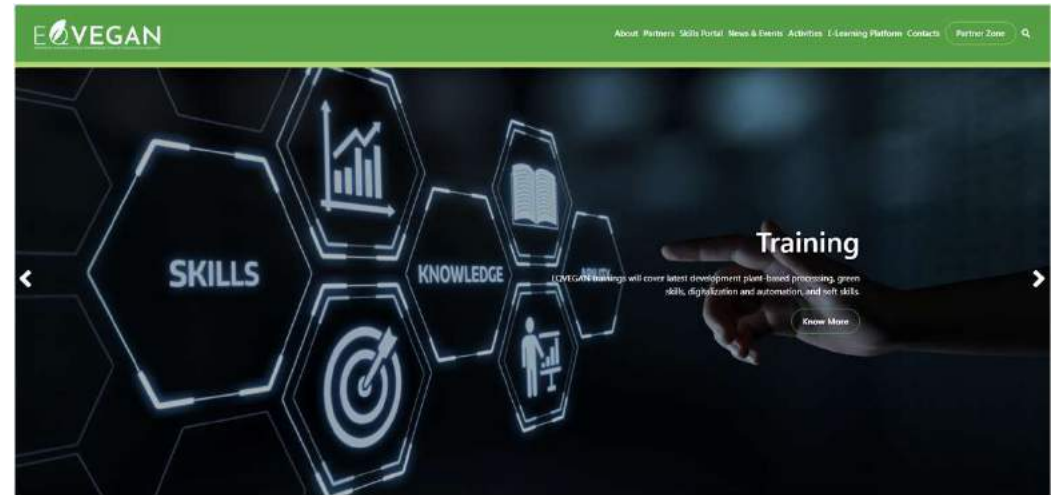 EQVEGAN
About Partners Skills Portal News & Events Activities E-Learning Platform Contacts Partner Zone
SKILLS
KNOWLEDGE
ABILITY
Training
EQVEGAN trainings will cover latest development plant-based processing, green
skills, digitalization and automation, and soft skills.
Know More